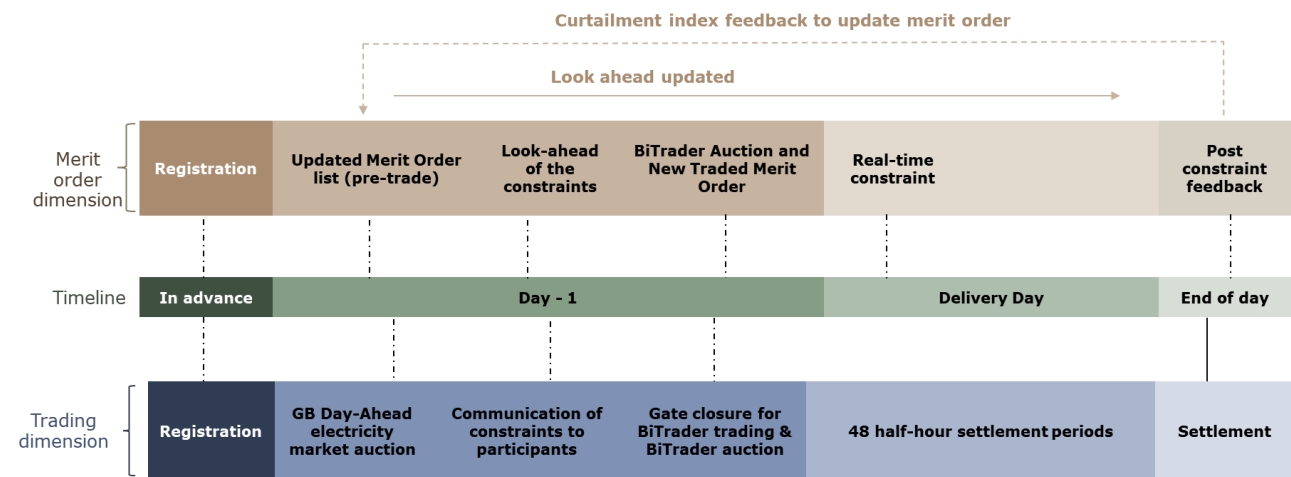 Curtailment index feedback to update merit order
Look ahead updated
Merit
order
dimension
Registration
Updated Merit Order
list (pre-trade)
Look-ahead
of the
constraints
BiTrader Auction and
New Traded Merit
Order
Real-time
constraint
Post
constraint
feedback
Timeline
In advance
Day - 1
Delivery Day
End of day
Trading
dimension
Registration
GB Day-Ahead
electricity
market auction
Communication of
constraints to
participants
Gate closure for
BiTrader trading &
BiTrader auction
48 half-hour settlement periods
Settlement